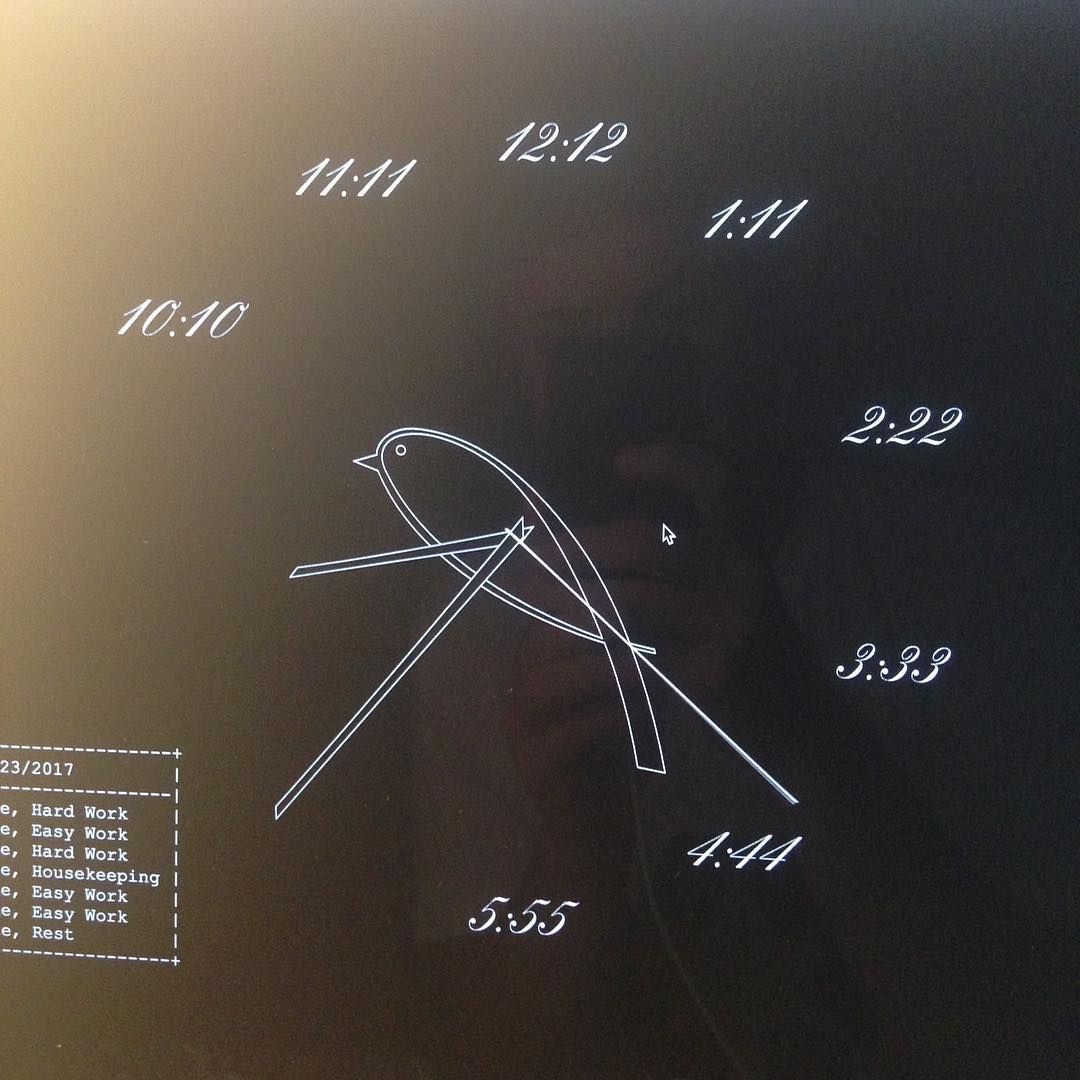 12:12
11:11
1:11
10:10
2:22
3:33
4:44
5:55
23/2017
e, Hard Work
e, Easy Work
e, Hard Work
e, Housekeeping
e, Easy Work
e, Easy Work
e, Rest